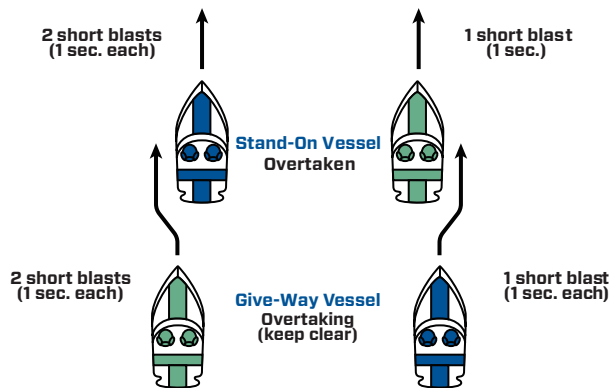 2 short blasts
(1 sec. each)
1 short blast
(1 sec.)
Stand-On Vessel
Overtaken
2 short blasts
(1 sec. each)
Give-Way Vessel
Overtaking
(keep clear)
1 short blast
(1 sec. each)